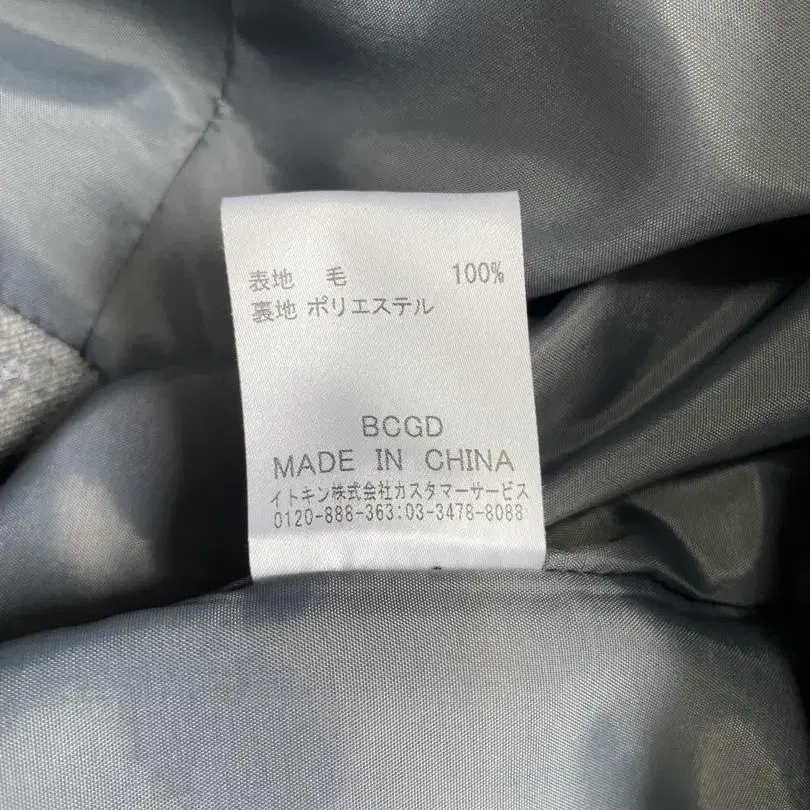 表地 毛 100%
裏地 ポリエステル
BCGD
MADE IN CHINA
イトキン株式会社カスタマーサービス
0120-888-363:03-3478-8088